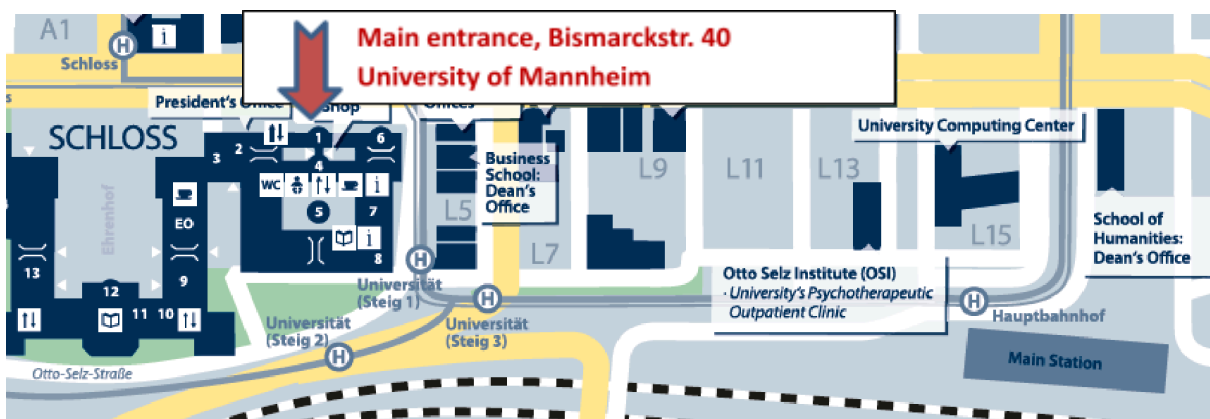 A1
i
H
Schloss
s
Main entrance, Bismarckstr. 40
University of Mannheim
President's Office
Shop
Offices
SCHLOSS
Ehrenhof
1
2
3
4
5
6
7
8
WC
i
i
EO
9
10
11
12
13
Business
School:
Dean's
Office
L5
L7
L9
L11
L13
L15
University Computing Center
School of
Humanities:
Dean's Office
Otto Selz Institute (OSI)
· University's Psychotherapeutic
Outpatient Clinic
H
Universität
(Steig 1)
H
Universität
(Steig 2)
H
Universität
(Steig 3)
H
Hauptbahnhof
Main Station
Otto-Selz-Straße